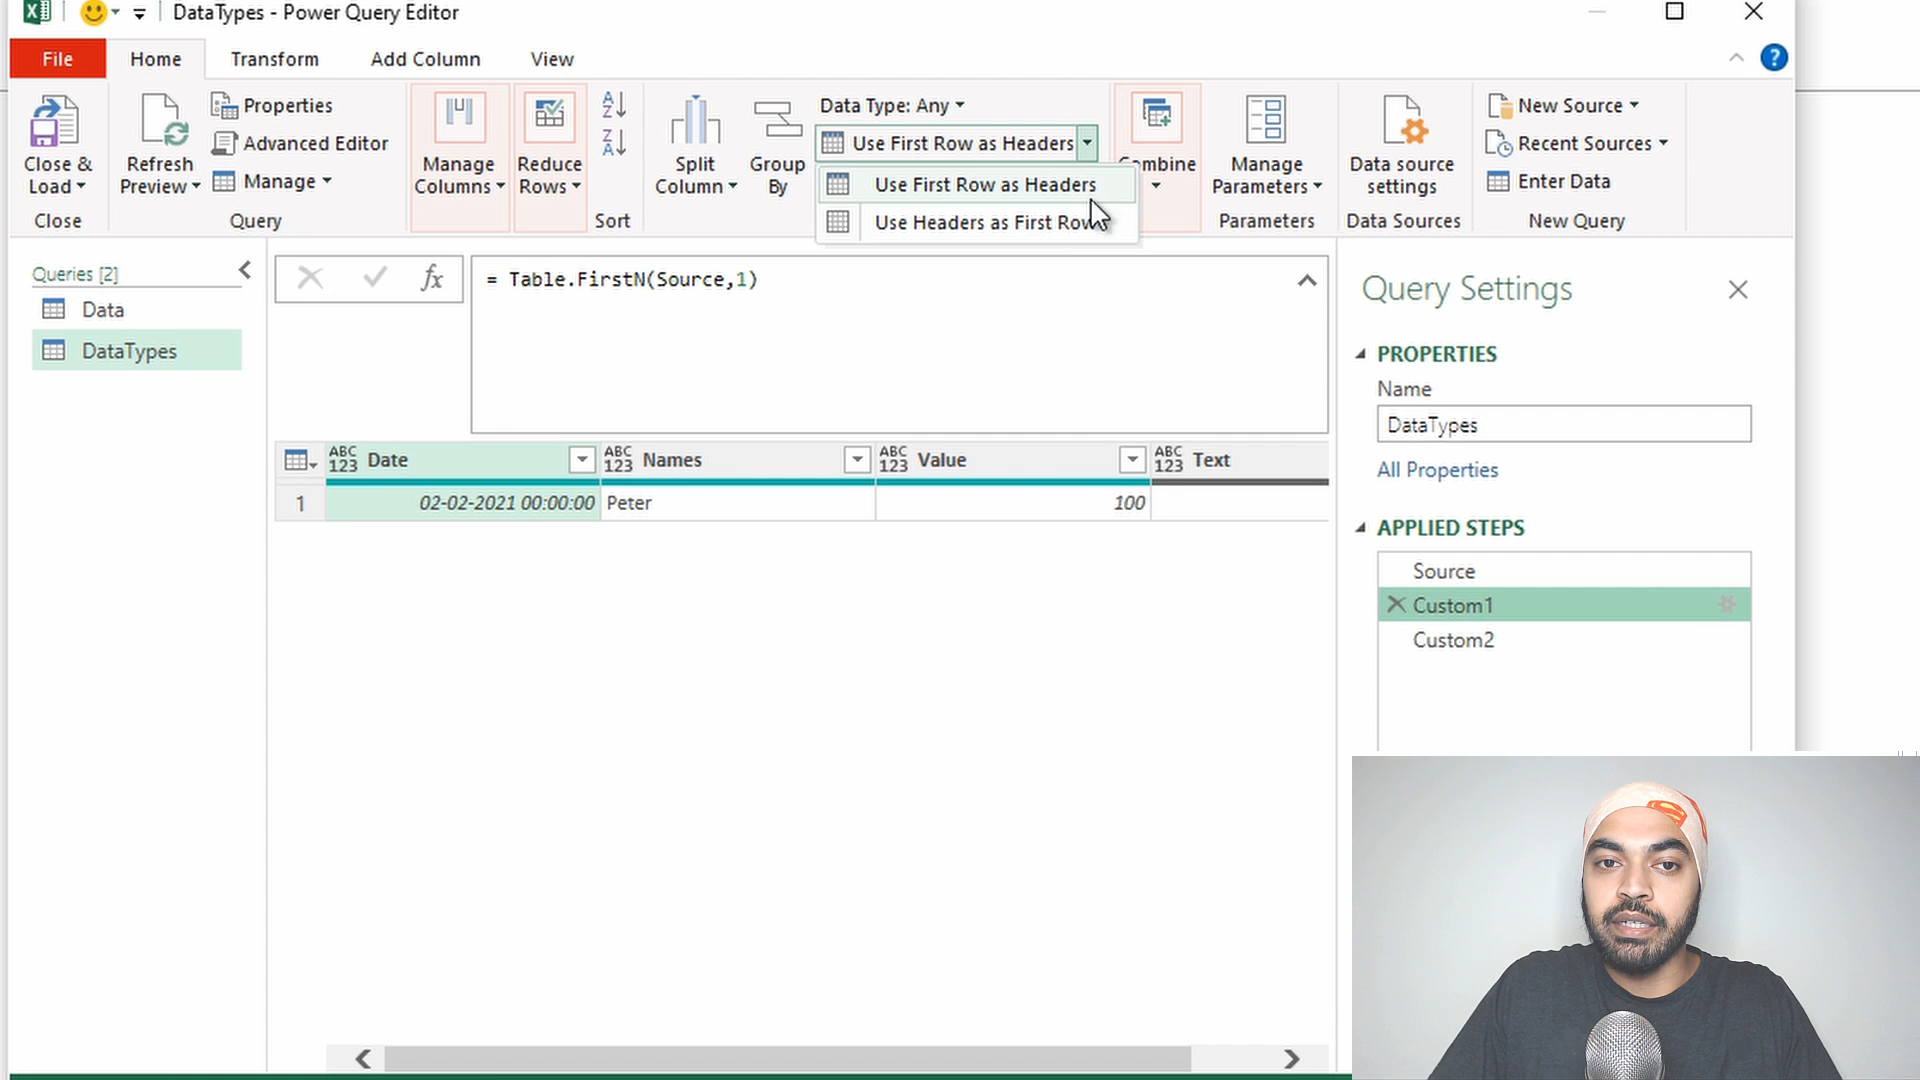 DataTypes - Power Query Editor
File
Home
Transform
Add Column
View
?
Close &
Load
Close
Refresh
Preview
Properties
Advanced Editor
Manage
Query
Manage
Columns
Reduce
Rows
A
Z
Z
A
Sort
Split
Column
Group
By
Data Type: Any
Use First Row as Headers
Use First Row as Headers
Use Headers as First Row
Manage
Parameters
Parameters
Data source
settings
Data Sources
New Source
Recent Sources
Enter Data
New Query
Queries [2]
Data
DataTypes
fx
= Table.FirstN(Source,1)
ABC
123
Date
ABC
123
Names
ABC
123
Value
ABC
123
Text
1
02-02-2021 00:00:00
Peter
100
Query Settings
PROPERTIES
Name
DataTypes
All Properties
APPLIED STEPS
Source
Custom1
Custom2